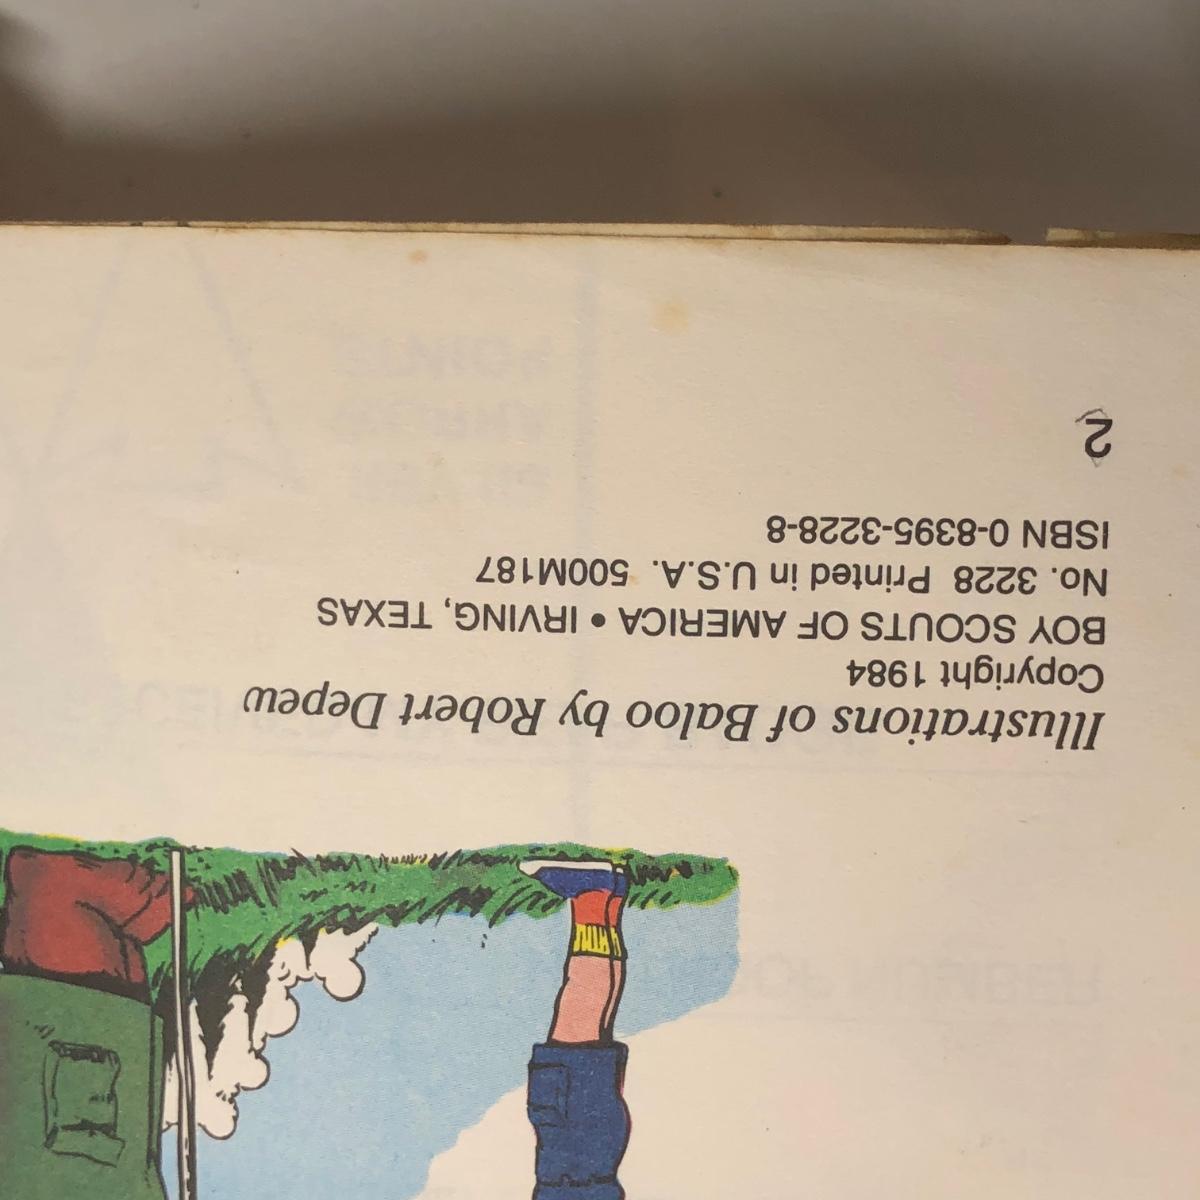 Illustrations of Baloo by Robert Depew
Copyright 1984
BOY SCOUTS OF AMERICA • IRVING, TEXAS
No. 3228 Printed in U.S.A. 500M187
ISBN 0-8395-3228-8
2